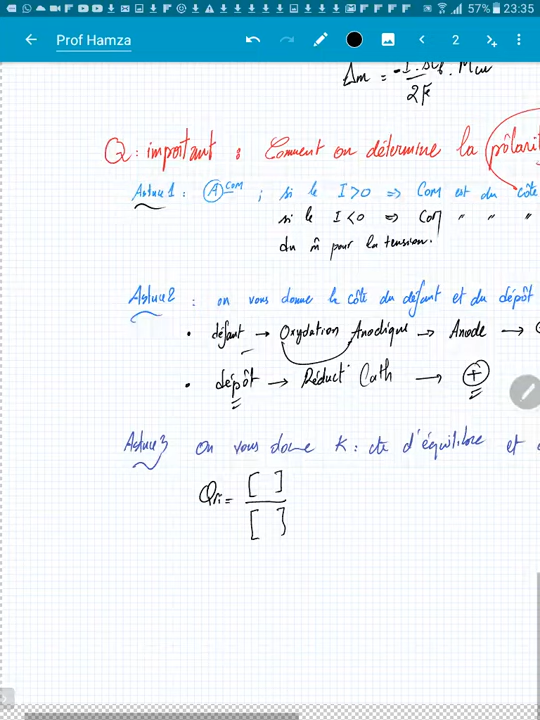 57% 23:35
Prof Hamza
2
Δm = -I.Δt/2F . Mcu
Q : important : Comment on détermine la pôlarit
Astuce 1 : A com ; si le I > 0 => Com est du côte
si le I < 0 => Com " " "
du m̂ pour la tension.
Astuce 2 : on vous donne le côte du défaut et du dépôt
• défaut → Oxydation Anodique → Anode →
• dépôt → Réduct° Cath → +
Astuce 3 On vous donne K : cte d'équilibre et
Qri = [ ]/[ ]